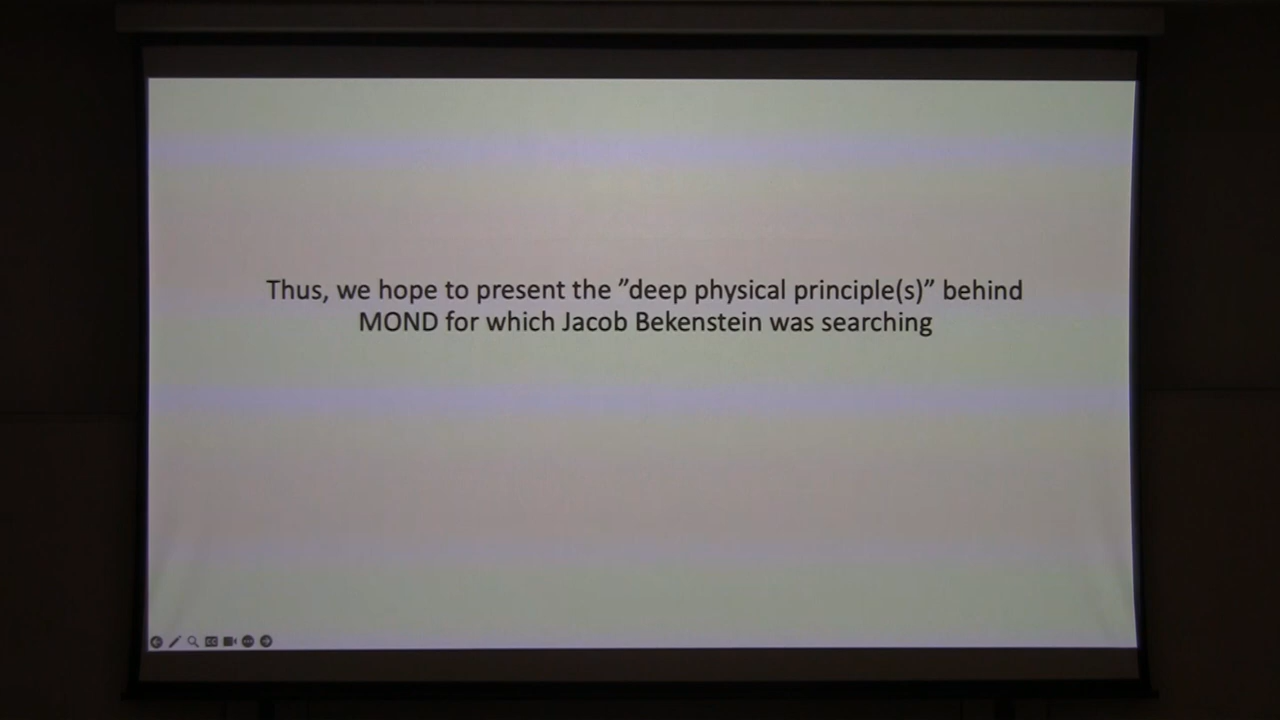 Thus, we hope to present the ”deep physical principle(s)” behind
MOND for which Jacob Bekenstein was searching